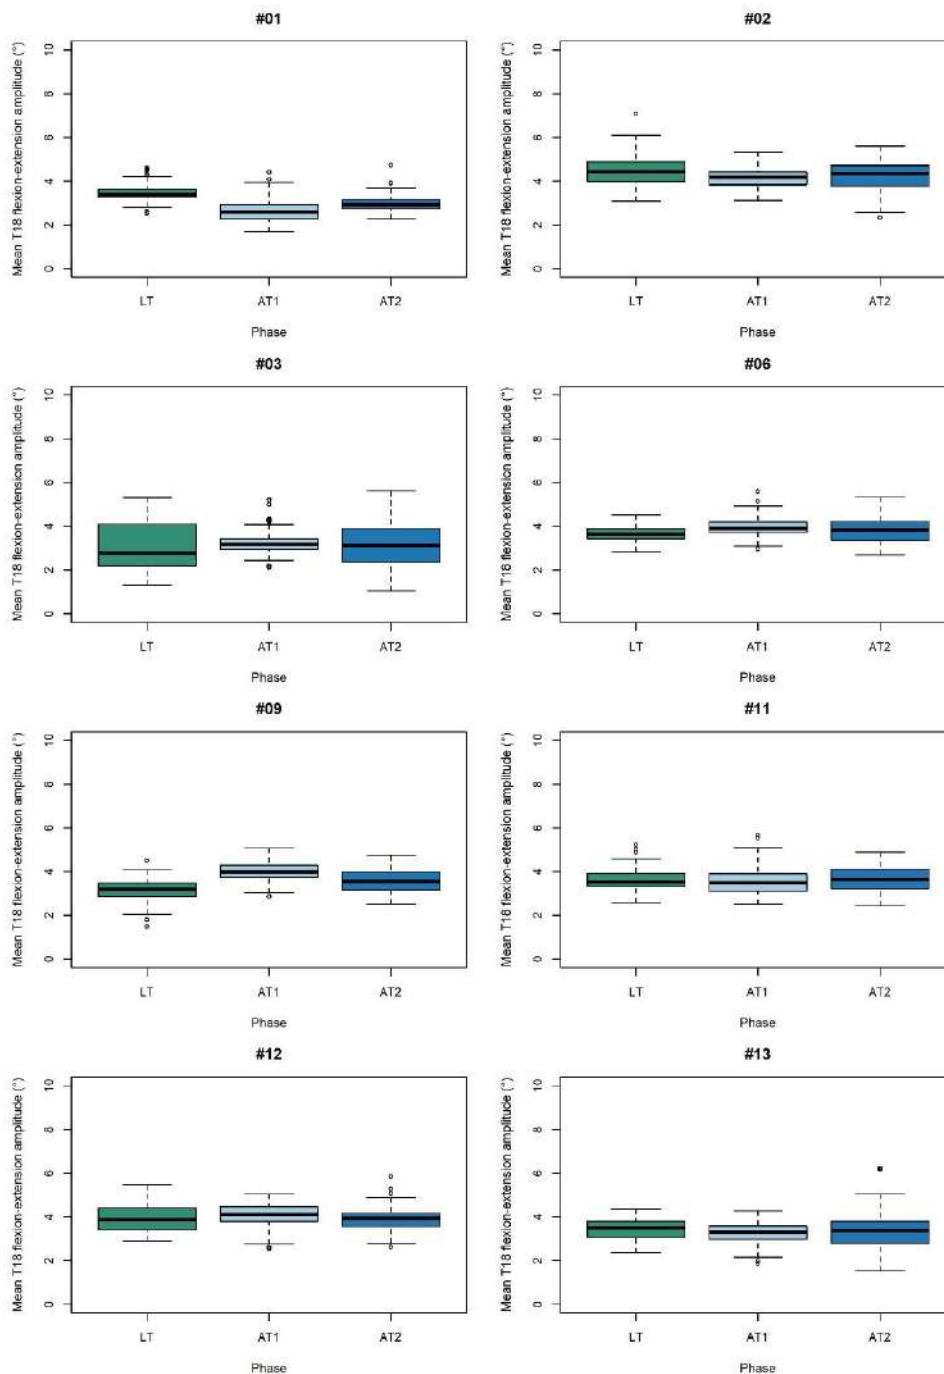 #01
Mean T18 flexion-extension amplitude (°)
0 2 4 6 8 10
LT AT1 AT2
Phase
#02
Mean T18 flexion-extension amplitude (°)
0 2 4 6 8 10
LT AT1 AT2
Phase
#03
Mean T18 flexion-extension amplitude (°)
0 2 4 6 8 10
LT AT1 AT2
Phase
#06
Mean T18 flexion-extension amplitude (°)
0 2 4 6 8 10
LT AT1 AT2
Phase
#09
Mean T18 flexion-extension amplitude (°)
0 2 4 6 8 10
LT AT1 AT2
Phase
#11
Mean T18 flexion-extension amplitude (°)
0 2 4 6 8 10
LT AT1 AT2
Phase
#12
Mean T18 flexion-extension amplitude (°)
0 2 4 6 8 10
LT AT1 AT2
Phase
#13
Mean T18 flexion-extension amplitude (°)
0 2 4 6 8 10
LT AT1 AT2
Phase